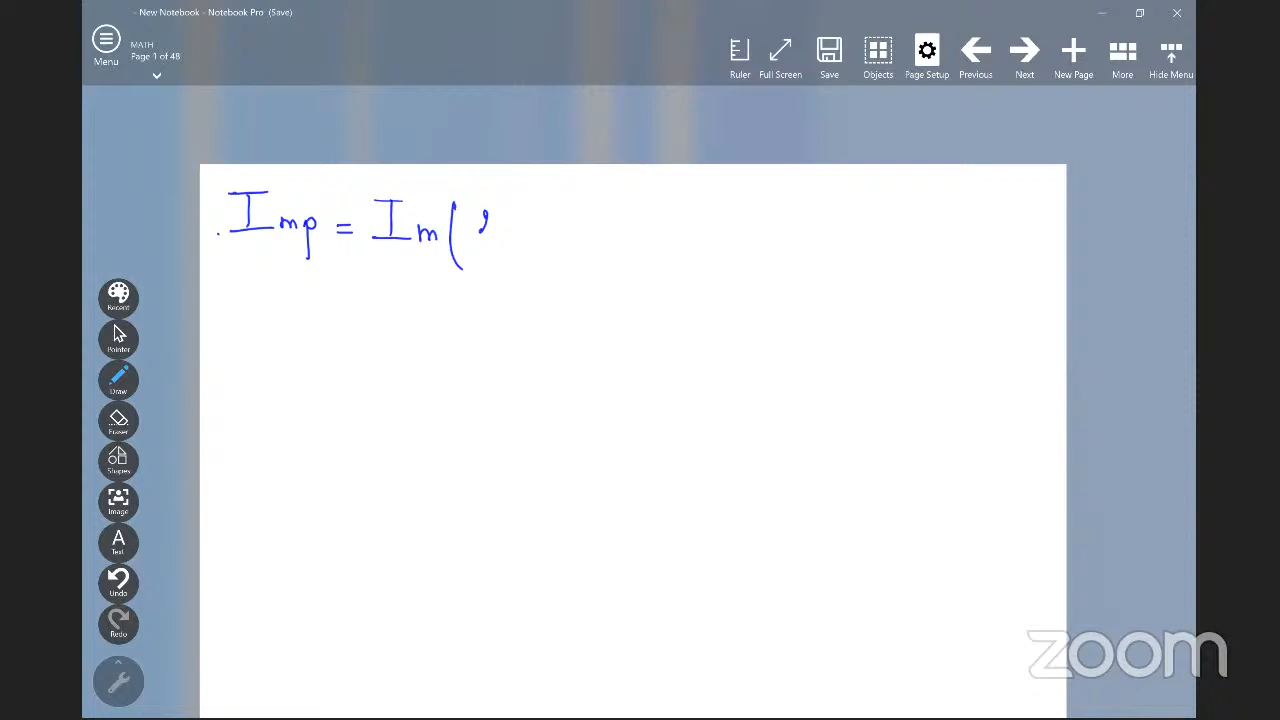 - New Notebook - Notebook Pro (Save)
Menu
MATH
Page 1 of 48
Ruler
Full Screen
Save
Objects
Page Setup
Previous
Next
New Page
More
Hide Menu
Imp = Im(
Recent
Pointer
Draw
Eraser
Shapes
Image
A
Text
Undo
Redo
zoom